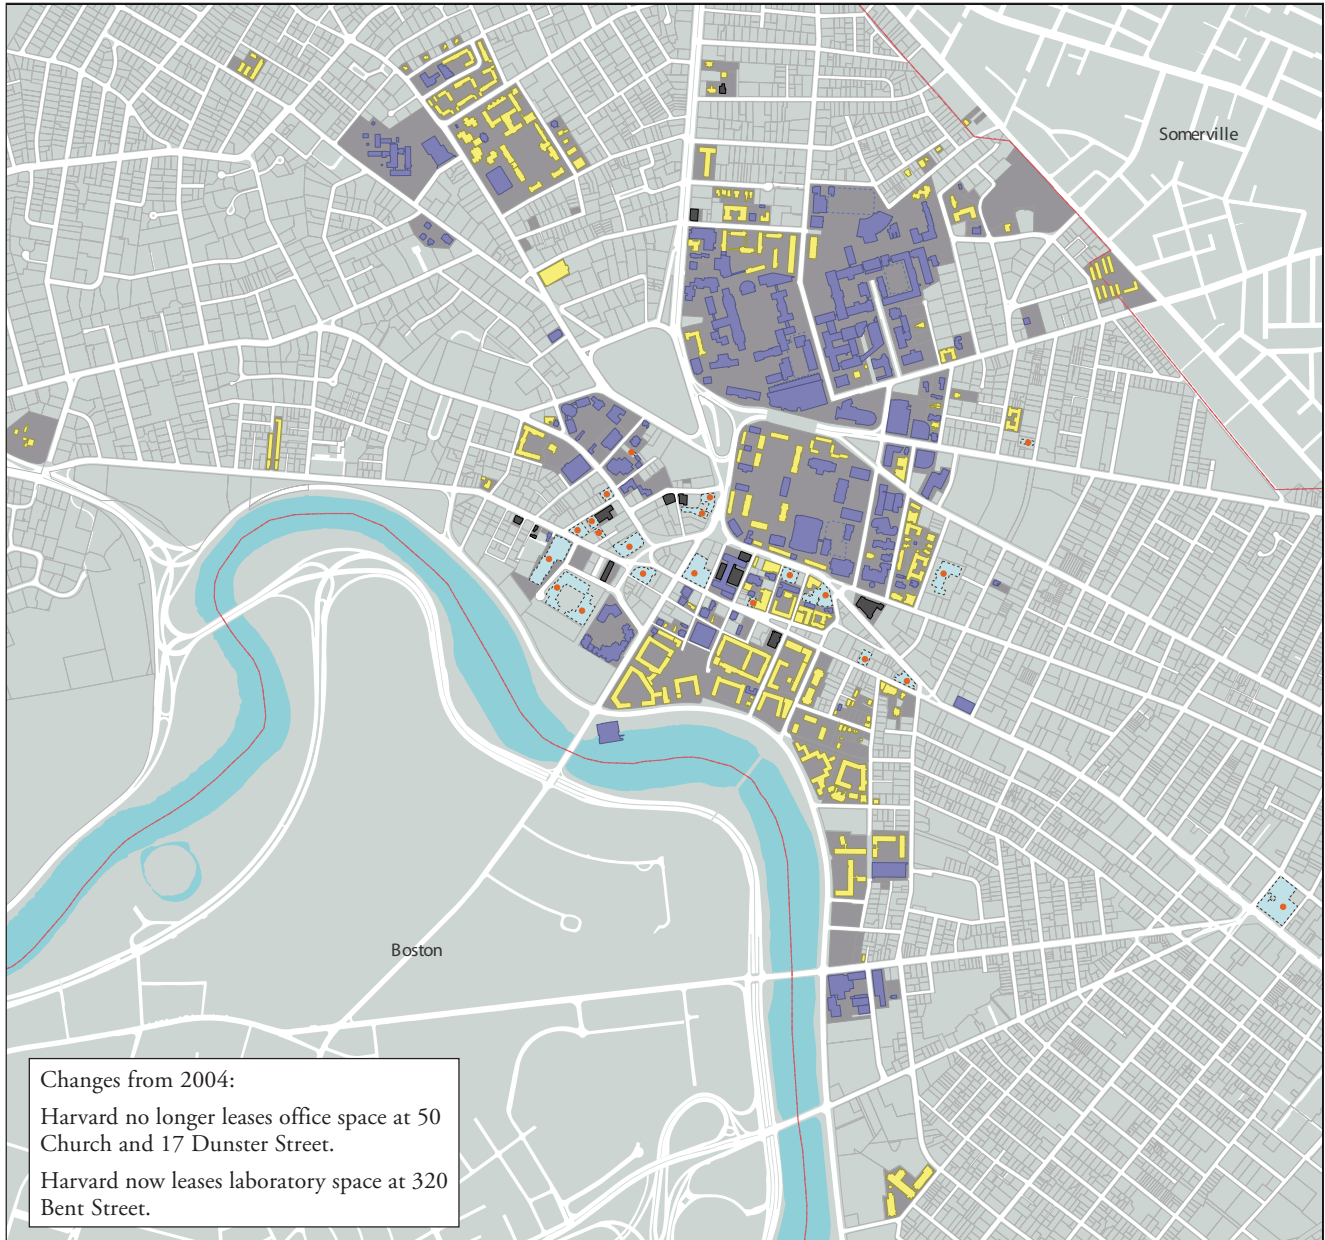 Somerville
Boston
Changes from 2004:
Harvard no longer leases office space at 50
Church and 17 Dunster Street.
Harvard now leases laboratory space at 320
Bent Street.